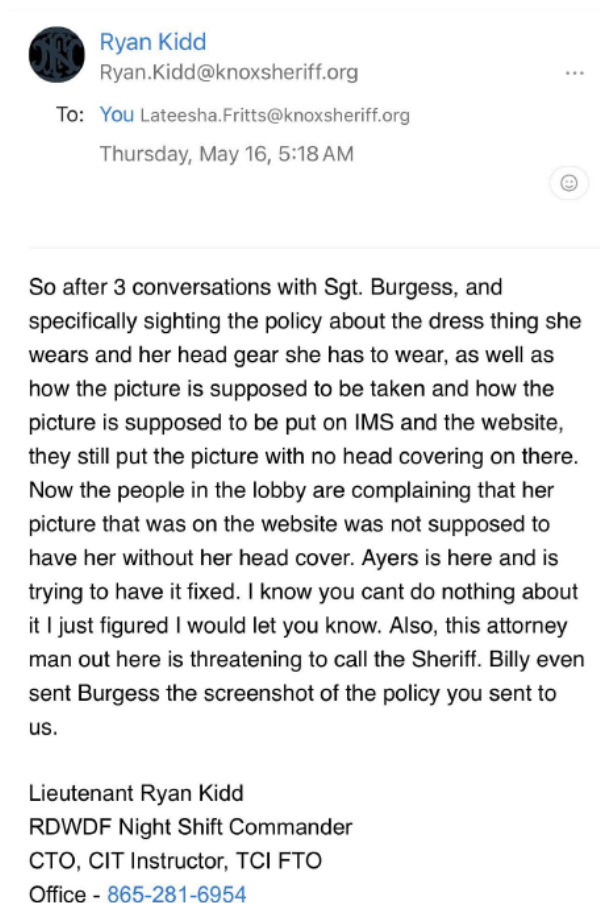 Ryan Kidd
Ryan.Kidd@knoxsheriff.org
To: You Lateesha.Fritts@knoxsheriff.org
Thursday, May 16, 5:18 AM
So after 3 conversations with Sgt. Burgess, and
specifically sighting the policy about the dress thing she
wears and her head gear she has to wear, as well as
how the picture is supposed to be taken and how the
picture is supposed to be put on IMS and the website,
they still put the picture with no head covering on there.
Now the people in the lobby are complaining that her
picture that was on the website was not supposed to
have her without her head cover. Ayers is here and is
trying to have it fixed. I know you cant do nothing about
it I just figured I would let you know. Also, this attorney
man out here is threatening to call the Sheriff. Billy even
sent Burgess the screenshot of the policy you sent to
us.
Lieutenant Ryan Kidd
RDWDF Night Shift Commander
CTO, CIT Instructor, TCI FTO
Office - 865-281-6954